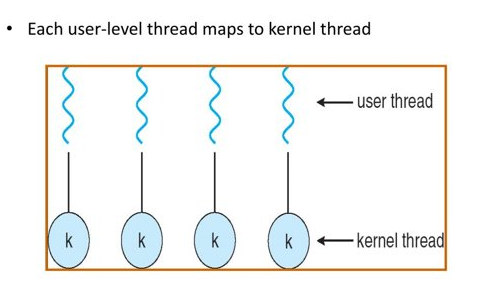 • Each user-level thread maps to kernel thread
user thread
k k k k
kernel thread